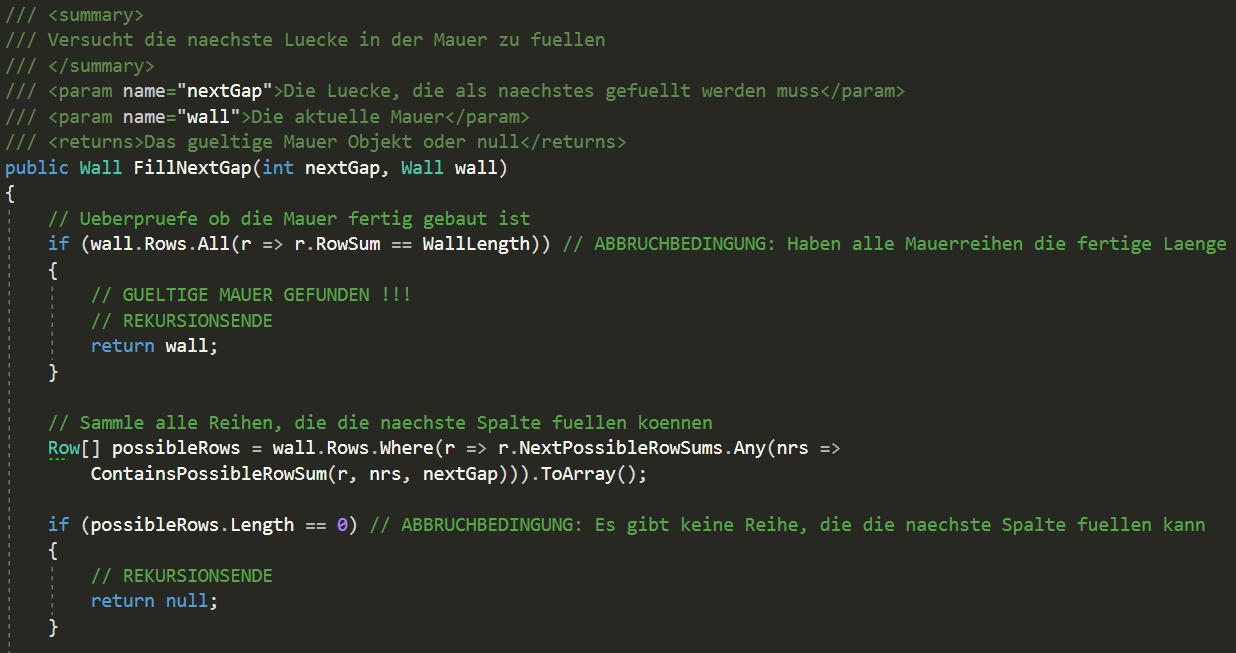 /// <summary>
/// Versucht die naechste Luecke in der Mauer zu fuellen
/// </summary>
/// <param name="nextGap">Die Luecke, die als naechstes gefuellt werden muss</param>
/// <param name="wall">Die aktuelle Mauer</param>
/// <returns>Das gueltige Mauer Objekt oder null</returns>
public Wall FillNextGap(int nextGap, Wall wall)
{
    // Ueberpruefe ob die Mauer fertig gebaut ist
    if (wall.Rows.All(r => r.RowSum == WallLength)) // ABBRUCHBEDINGUNG: Haben alle Mauerreihen die fertige Laenge
    {
        // GUELTIGE MAUER GEFUNDEN !!!
        // REKURSIONSENDE
        return wall;
    }

    // Sammle alle Reihen, die die naechste Spalte fuellen koennen
    Row[] possibleRows = wall.Rows.Where(r => r.NextPossibleRowSums.Any(nrs =>
        ContainsPossibleRowSum(r, nrs, nextGap))).ToArray();

    if (possibleRows.Length == 0) // ABBRUCHBEDINGUNG: Es gibt keine Reihe, die die naechste Spalte fuellen kann
    {
        // REKURSIONSENDE
        return null;
    }